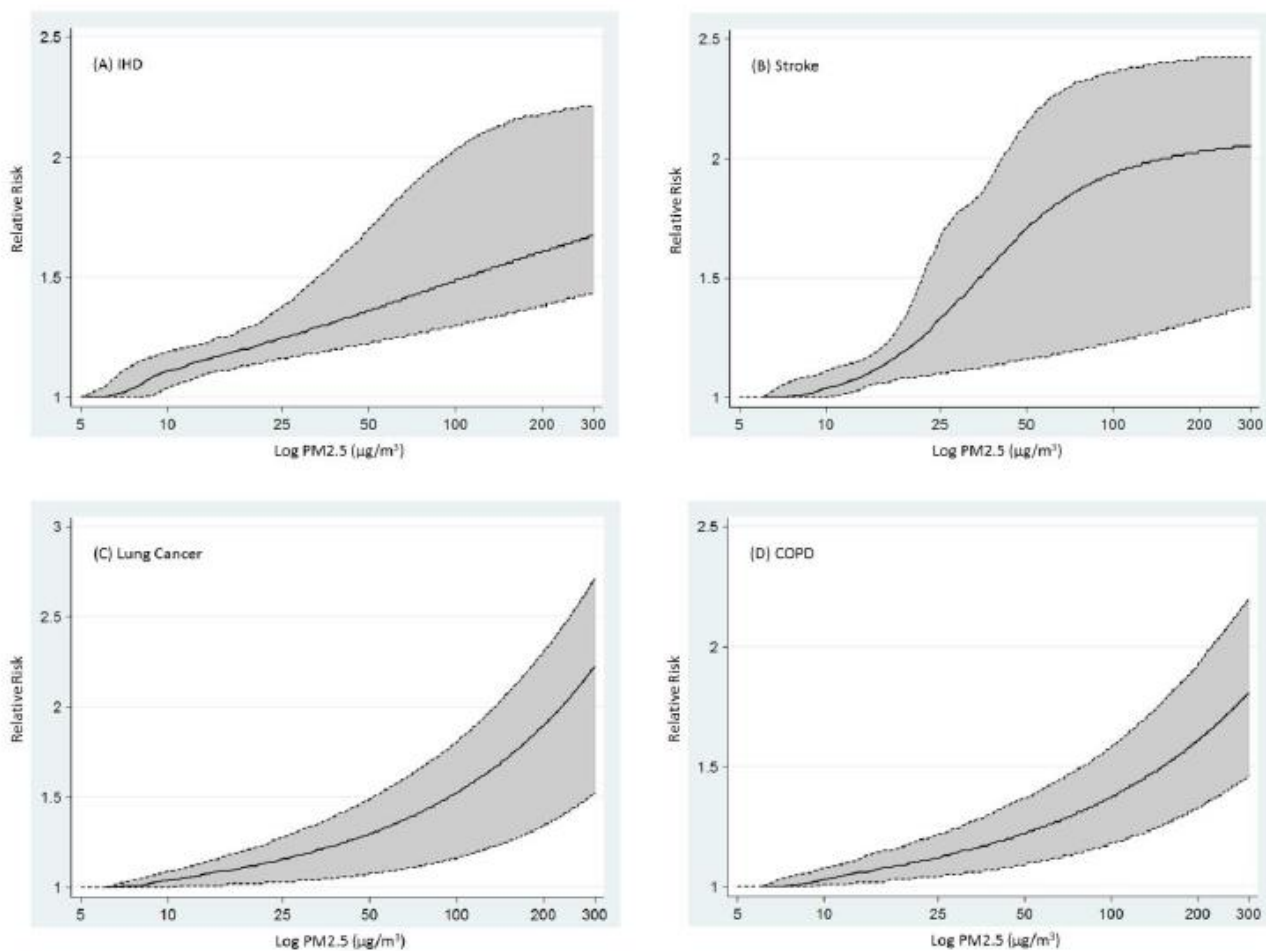 (A) IHD
Relative Risk
2.5
2
1.5
1
5 10 25 50 100 200 300
Log PM2.5 (µg/m³)
(B) Stroke
Relative Risk
2.5
2
1.5
1
5 10 25 50 100 200 300
Log PM2.5 (µg/m³)
(C) Lung Cancer
Relative Risk
3
2.5
2
1.5
1
5 10 25 50 100 200 300
Log PM2.5 (µg/m³)
(D) COPD
Relative Risk
2.5
2
1.5
1
5 10 25 50 100 200 300
Log PM2.5 (µg/m³)